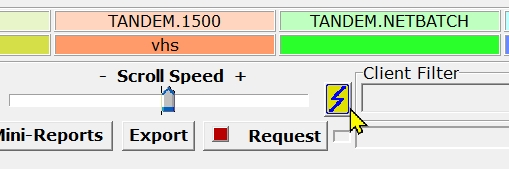 TANDEM.1500 TANDEM.NETBATCH
vhs
- Scroll Speed +
Client Filter
Mini-Reports Export Request